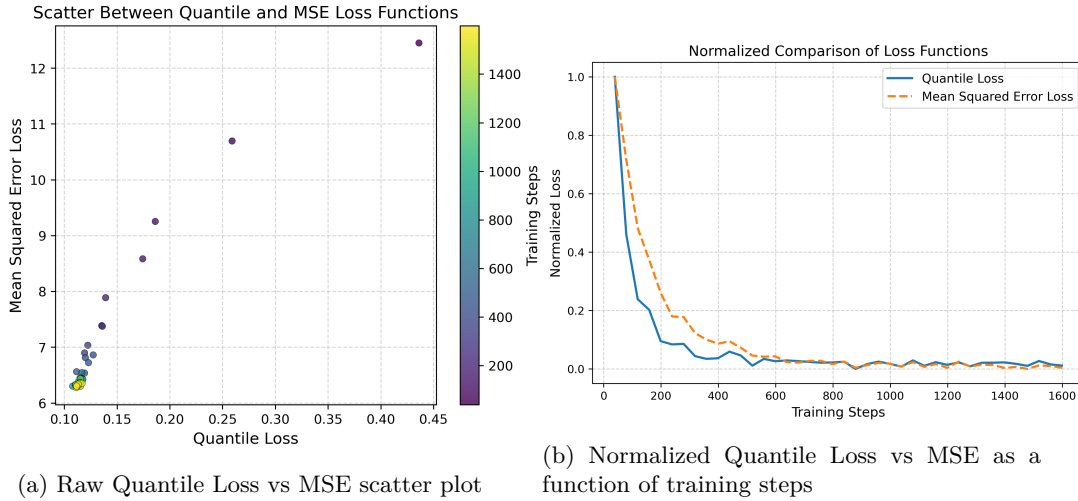 Scatter Between Quantile and MSE Loss Functions
Mean Squared Error Loss
12
11
10
9
8
7
6
0.10 0.15 0.20 0.25 0.30 0.35 0.40 0.45
Quantile Loss
1400
1200
1000
800
600
400
200
Training Steps
(a) Raw Quantile Loss vs MSE scatter plot
Normalized Comparison of Loss Functions
Quantile Loss
Mean Squared Error Loss
Normalized Loss
1.0
0.8
0.6
0.4
0.2
0.0
0 200 400 600 800 1000 1200 1400 1600
Training Steps
(b) Normalized Quantile Loss vs MSE as a
function of training steps